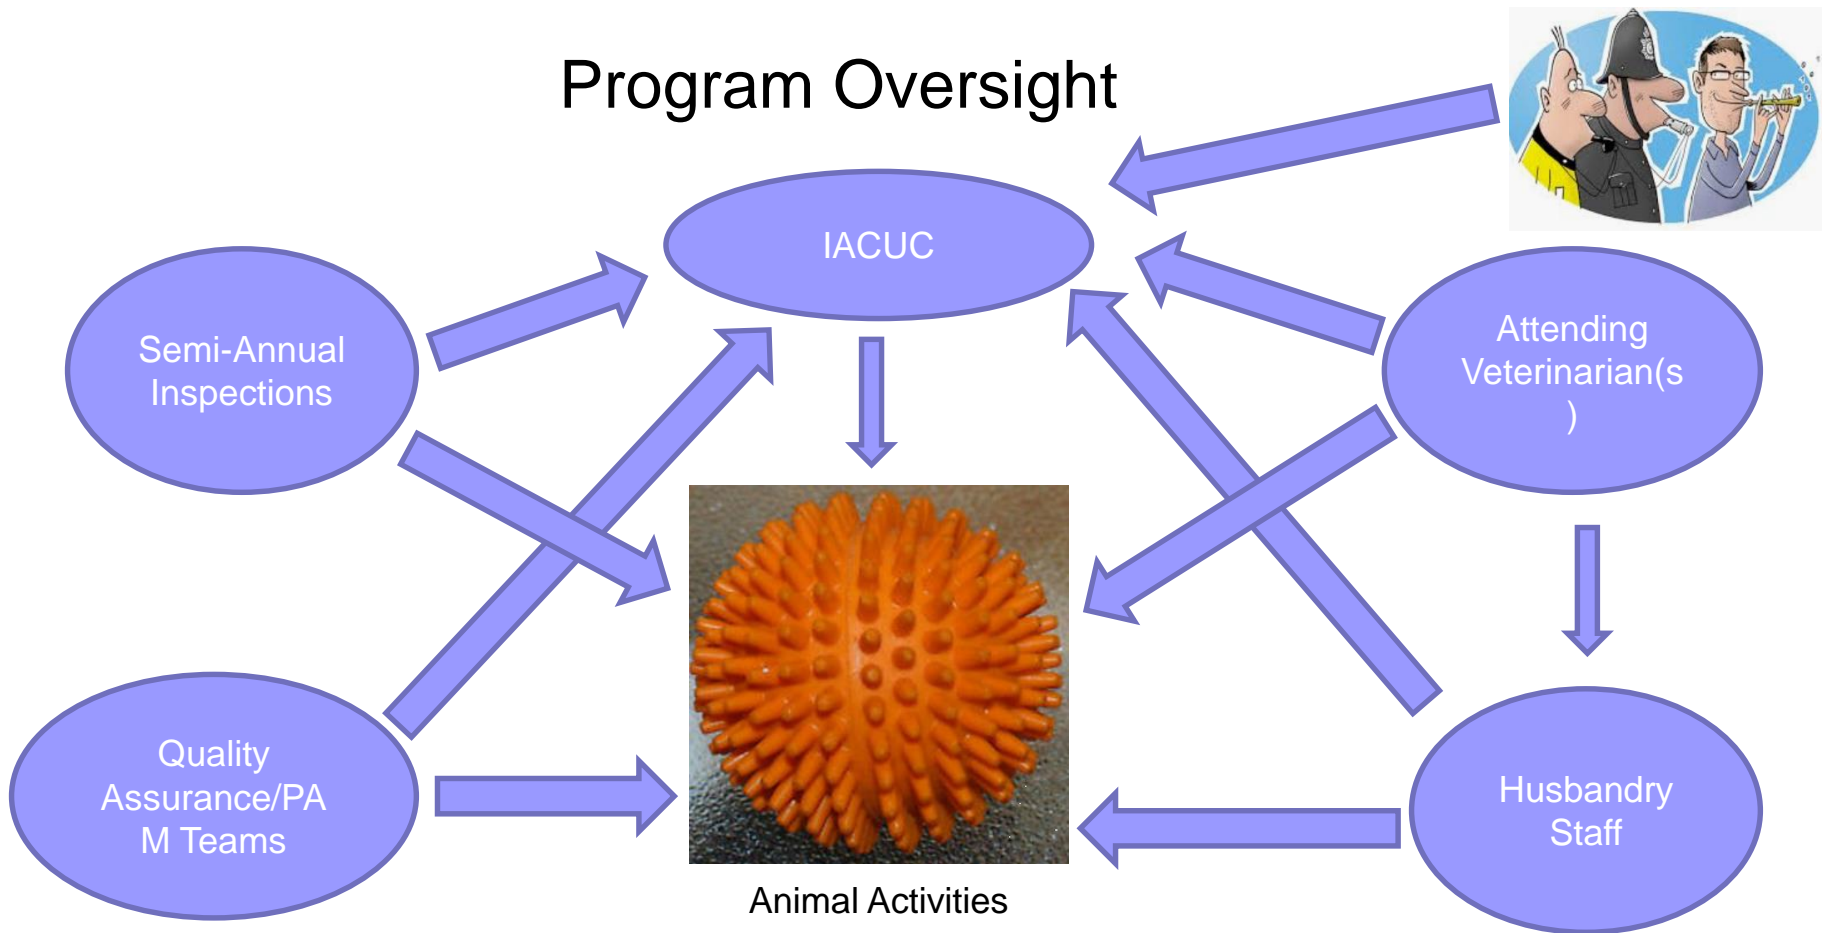 Program Oversight
IACUC
Semi-Annual
Inspections
Attending
Veterinarian(s
)
Quality
Assurance/PA
M Teams
Husbandry
Staff
Animal Activities